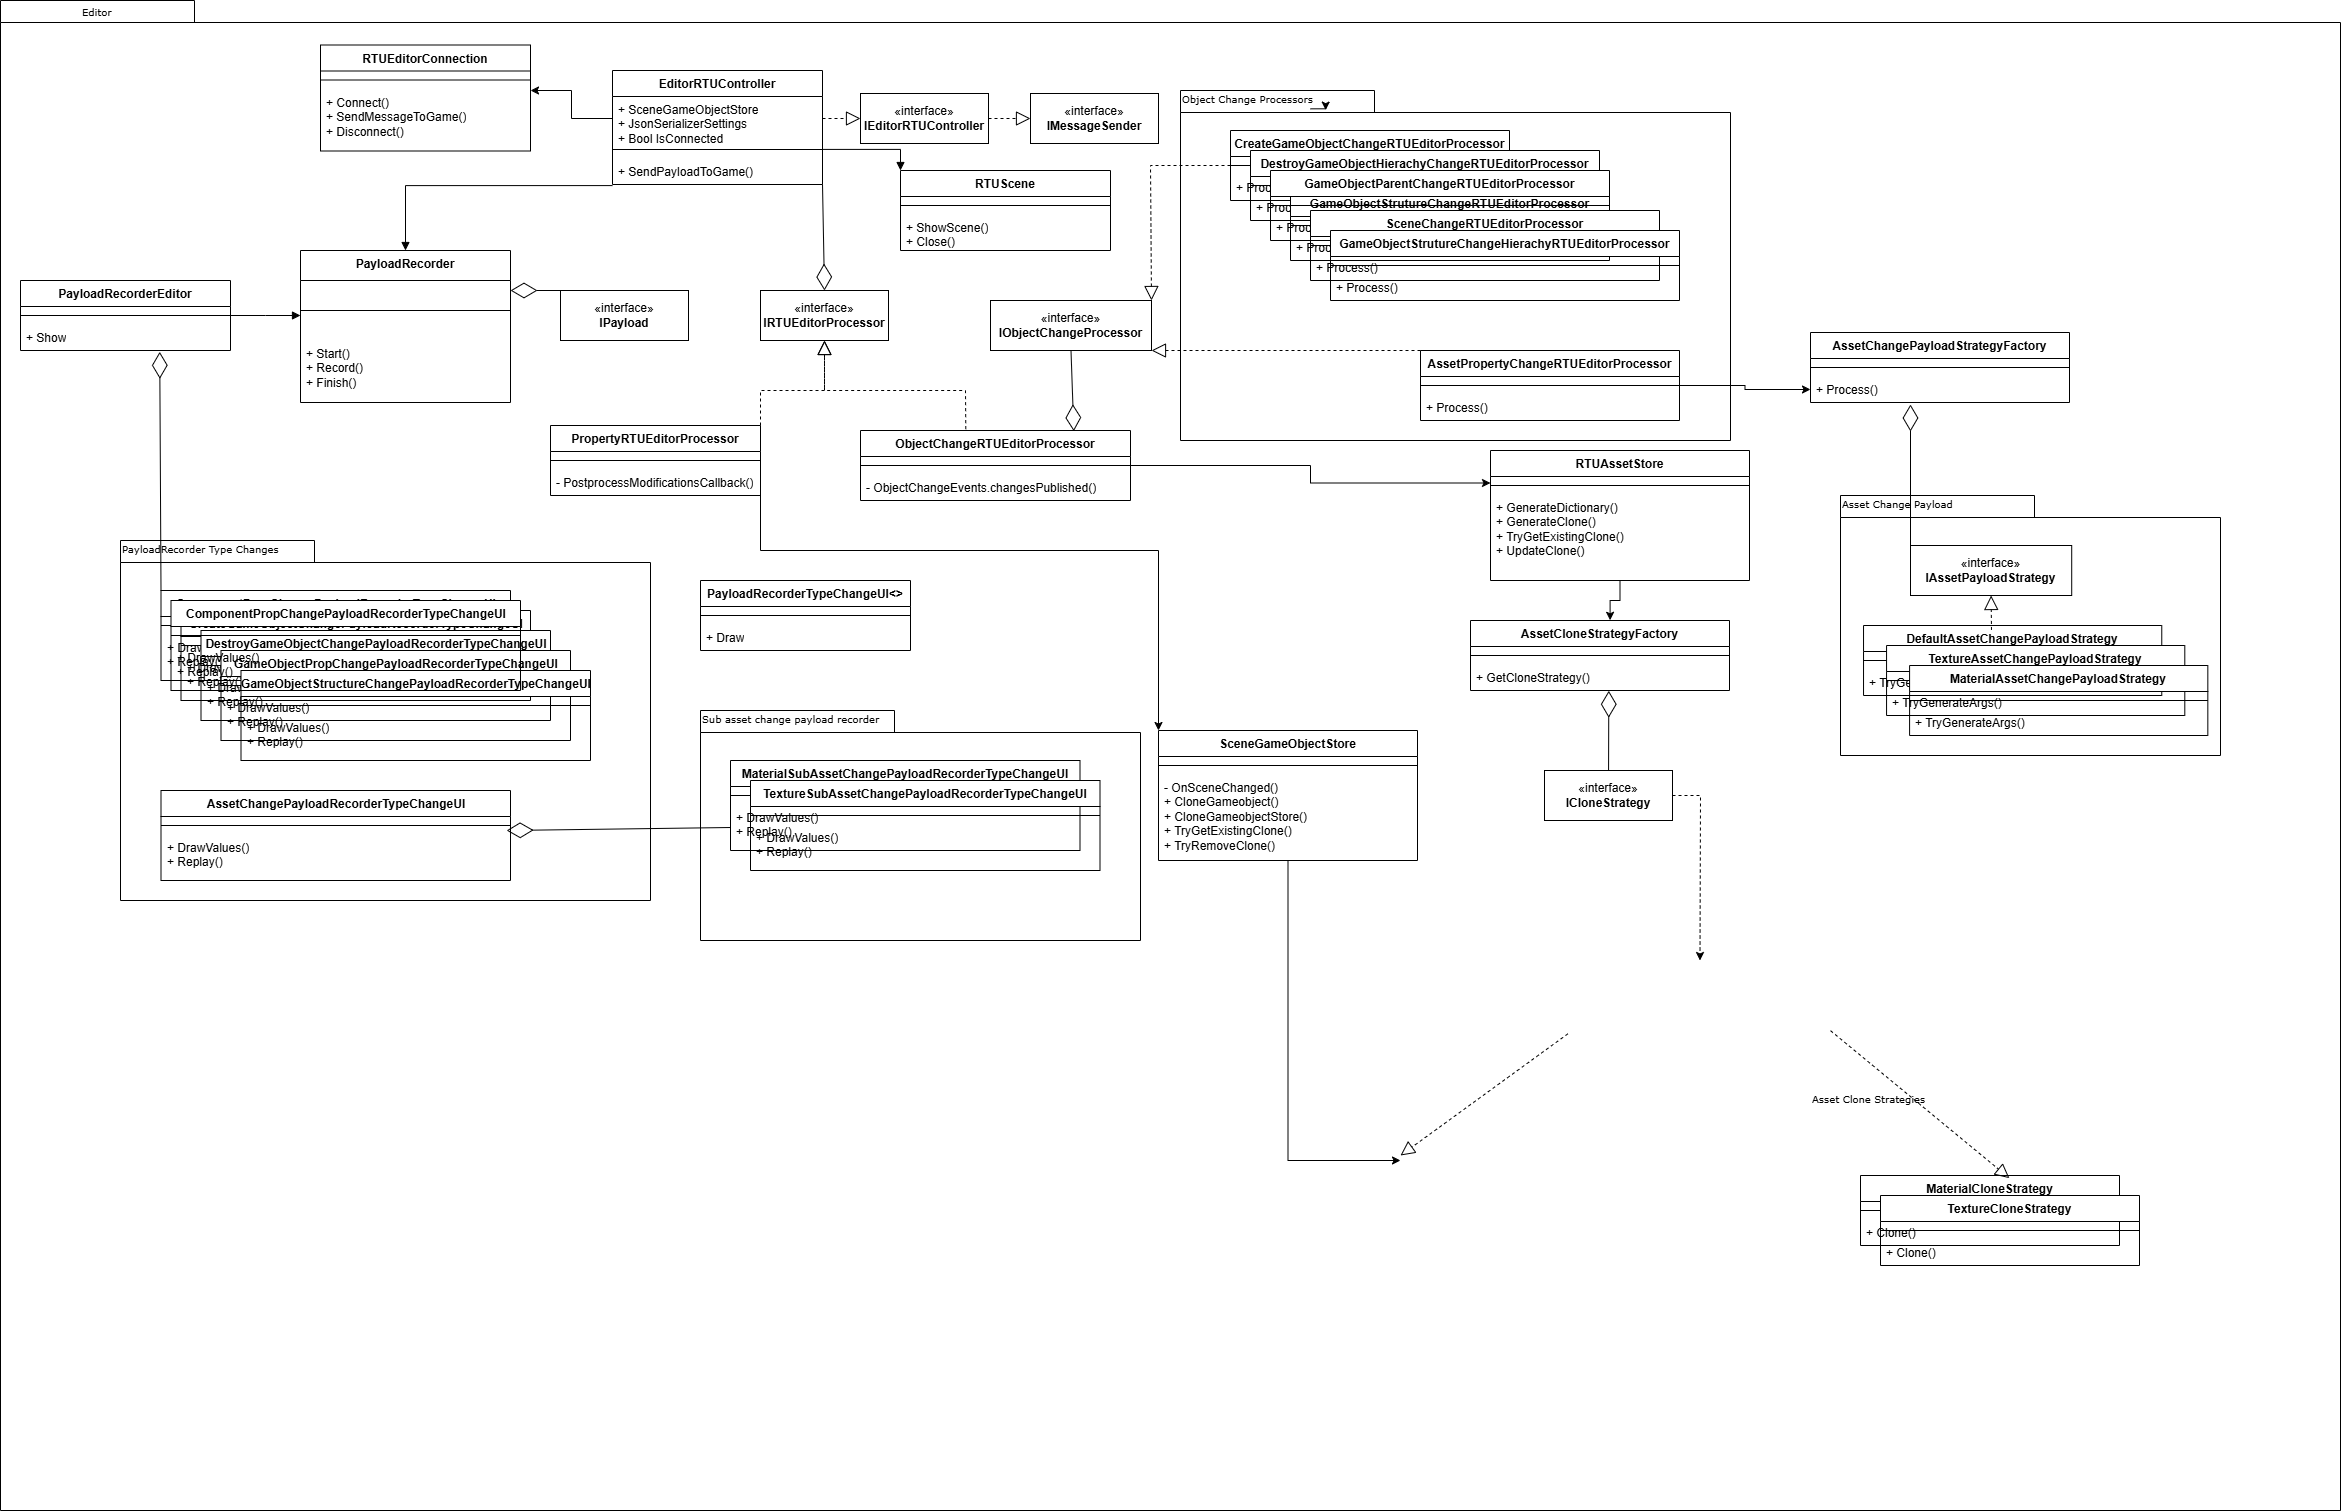 Editor
RTUEditorConnection
+ Connect()
+ SendMessageToGame()
+ Disconnect()
EditorRTUController
+ SceneGameObjectStore
+ JsonSerializerSettings
+ Bool IsConnected
+ SendPayloadToGame()
«interface»
IEditorRTUController
«interface»
IMessageSender
RTUScene
+ ShowScene()
+ Close()
Object Change Processors
CreateGameObjectChangeRTUEditorProcessor
DestroyGameObjectHierachyChangeRTUEditorProcessor
GameObjectParentChangeRTUEditorProcessor
GameObjectStrutureChangeRTUEditorProcessor
SceneChangeRTUEditorProcessor
GameObjectStrutureChangeHierachyRTUEditorProcessor
+ Process()
+ Process()
PayloadRecorder
+ Start()
+ Record()
+ Finish()
PayloadRecorderEditor
+ Show
«interface»
IPayload
«interface»
IRTUEditorProcessor
«interface»
IObjectChangeProcessor
AssetPropertyChangeRTUEditorProcessor
+ Process()
AssetChangePayloadStrategyFactory
+ Process()
PropertyRTUEditorProcessor
- PostprocessModificationsCallback()
ObjectChangeRTUEditorProcessor
- ObjectChangeEvents.changesPublished()
RTUAssetStore
+ GenerateDictionary()
+ GenerateClone()
+ TryGetExistingClone()
+ UpdateClone()
Asset Change Payload
«interface»
IAssetPayloadStrategy
DefaultAssetChangePayloadStrategy
TextureAssetChangePayloadStrategy
MaterialAssetChangePayloadStrategy
+ TryGenerateArgs()
+ TryGenerateArgs()
PayloadRecorder Type Changes
ComponentPropChangePayloadRecorderTypeChangeUI
DestroyGameObjectChangePayloadRecorderTypeChangeUI
GameObjectPropChangePayloadRecorderTypeChangeUI
GameObjectStructureChangePayloadRecorderTypeChangeUI
+ DrawValues()
+ Replay()
+ DrawValues()
+ Replay()
AssetChangePayloadRecorderTypeChangeUI
+ DrawValues()
+ Replay()
PayloadRecorderTypeChangeUI<>
+ Draw
Sub asset change payload recorder
MaterialSubAssetChangePayloadRecorderTypeChangeUI
TextureSubAssetChangePayloadRecorderTypeChangeUI
+ DrawValues()
+ Replay()
+ DrawValues()
+ Replay()
AssetCloneStrategyFactory
+ GetCloneStrategy()
SceneGameObjectStore
- OnSceneChanged()
+ CloneGameobject()
+ CloneGameobjectStore()
+ TryGetExistingClone()
+ TryRemoveClone()
«interface»
ICloneStrategy
Asset Clone Strategies
MaterialCloneStrategy
TextureCloneStrategy
+ Clone()
+ Clone()